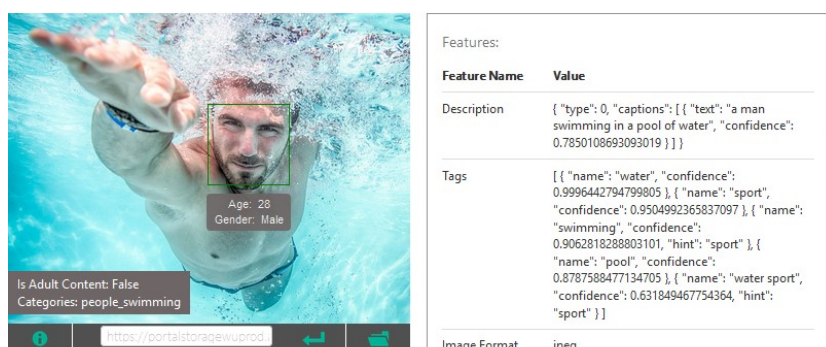 Age: 28
Gender: Male
Is Adult Content: False
Categories: people_swimming
https://portalstoragewuprod.
Features:
Feature Name Value
Description { "type": 0, "captions": [ { "text": "a man
swimming in a pool of water", "confidence":
0.7850108693093019 } ] }
Tags [ { "name": "water", "confidence":
0.9996442794799805 }, { "name": "sport",
"confidence": 0.9504992365837097 }, { "name":
"swimming", "confidence":
0.9062818288803101, "hint": "sport" }, {
"name": "pool", "confidence":
0.8787588477134705 }, { "name": "water sport",
"confidence": 0.631849467754364, "hint":
"sport" } ]
Image Format jpeg